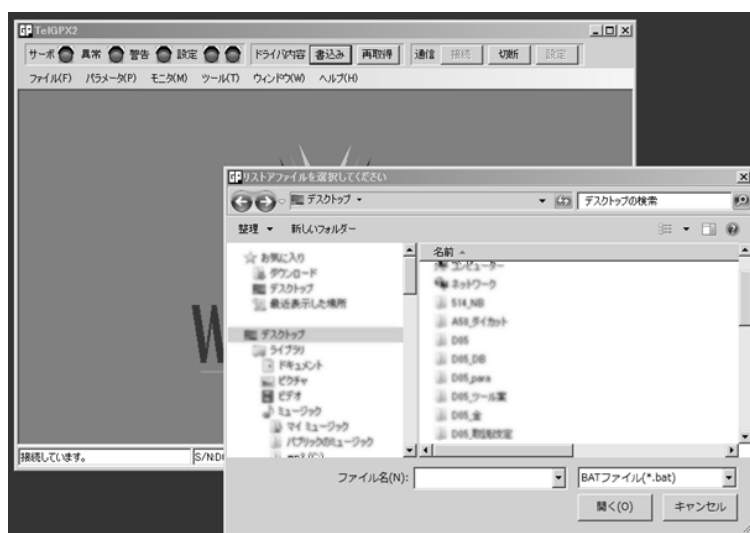 TelGPX2
サーボ 異常 警告 設定 ドライバ内容 書込み 再取得 通信 接続 切断 設定
ファイル(F) パラメータ(P) モニタ(M) ツール(T) ウィンドウ(W) ヘルプ(H)
W
GP リストアファイルを選択してください
デスクトップ
デスクトップの検索
整理 新しいフォルダー
お気に入り
ダウンロード
デスクトップ
最近表示した場所
デスクトップ
ライブラリ
ドキュメント
ピクチャ
ビデオ
ミュージック
マイ ミュージック
パブリックのミュージック
名前
コンピューター
ネットワーク
514_NB
A58_ダイカット
D05
D05_DB
D05_para
D05_ツール案
D05_金
D05_取説改定
接続しています。
ファイル名(N):
BATファイル(*.bat)
開く(O) キャンセル